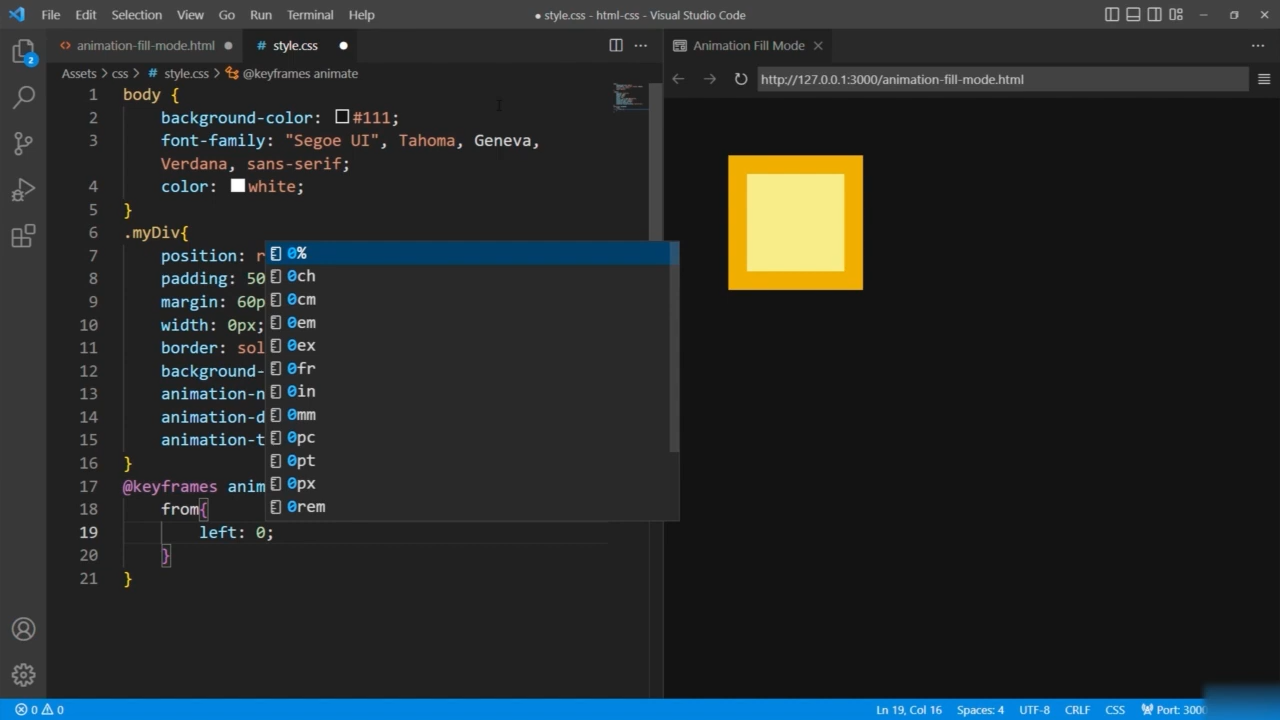 File Edit Selection View Go Run Terminal Help
● style.css - html-css - Visual Studio Code
<> animation-fill-mode.html ●
# style.css ●
Animation Fill Mode
Assets > css > # style.css > @keyframes animate
http://127.0.0.1:3000/animation-fill-mode.html
2
1 body {
2 background-color: #111;
3 font-family: "Segoe UI", Tahoma, Geneva,
Verdana, sans-serif;
4 color: white;
5 }
6 .myDiv{
7 position: r
8 padding: 50
9 margin: 60p
10 width: 0px;
11 border: sol
12 background-
13 animation-n
14 animation-d
15 animation-t
16 }
17 @keyframes anim
18 from{
19 left: 0;
20 }
21 }
0%
0ch
0cm
0em
0ex
0fr
0in
0mm
0pc
0pt
0px
0rem
0 0
Ln 19, Col 16 Spaces: 4 UTF-8 CRLF CSS Port: 3000